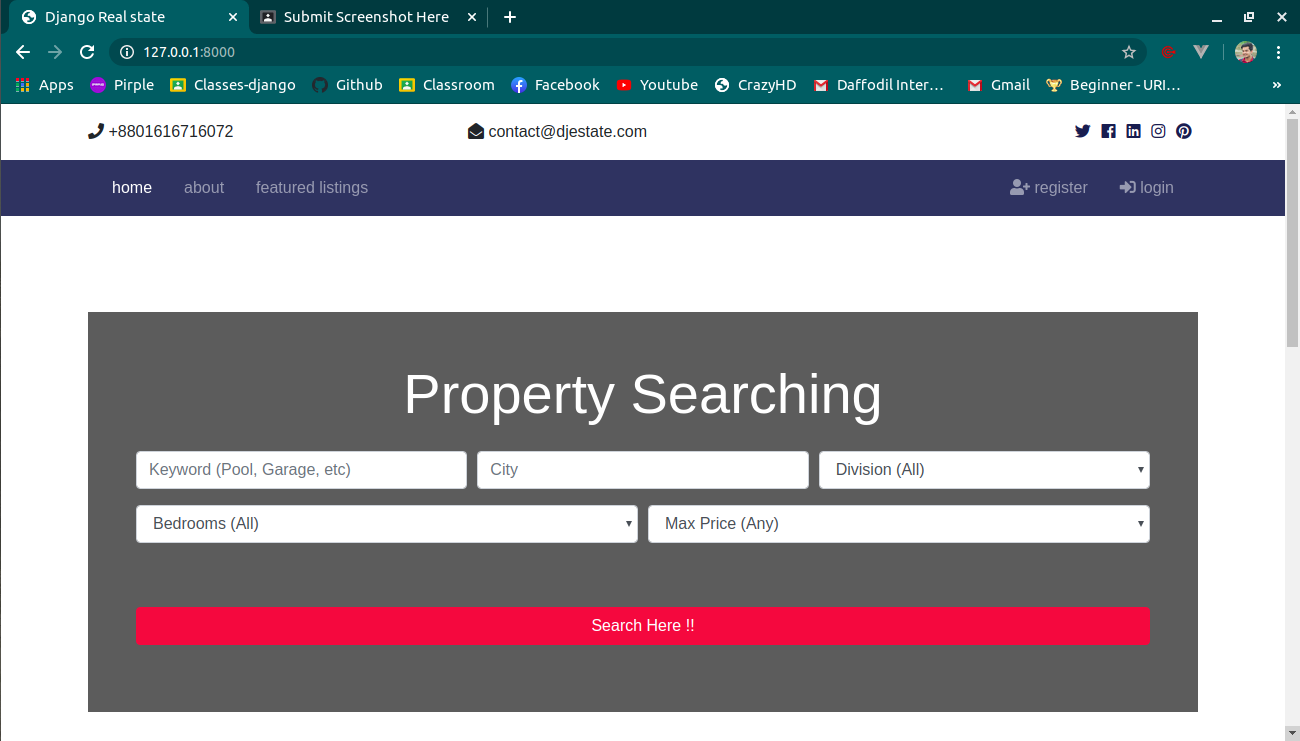 Django Real state
Submit Screenshot Here
127.0.0.1:8000
Apps Pirple Classes-django Github Classroom Facebook Youtube CrazyHD Daffodil Inter... Gmail Beginner - URI... »
+8801616716072 contact@djestate.com
home about featured listings register login
Property Searching
Keyword (Pool, Garage, etc) City Division (All)
Bedrooms (All) Max Price (Any)
Search Here !!